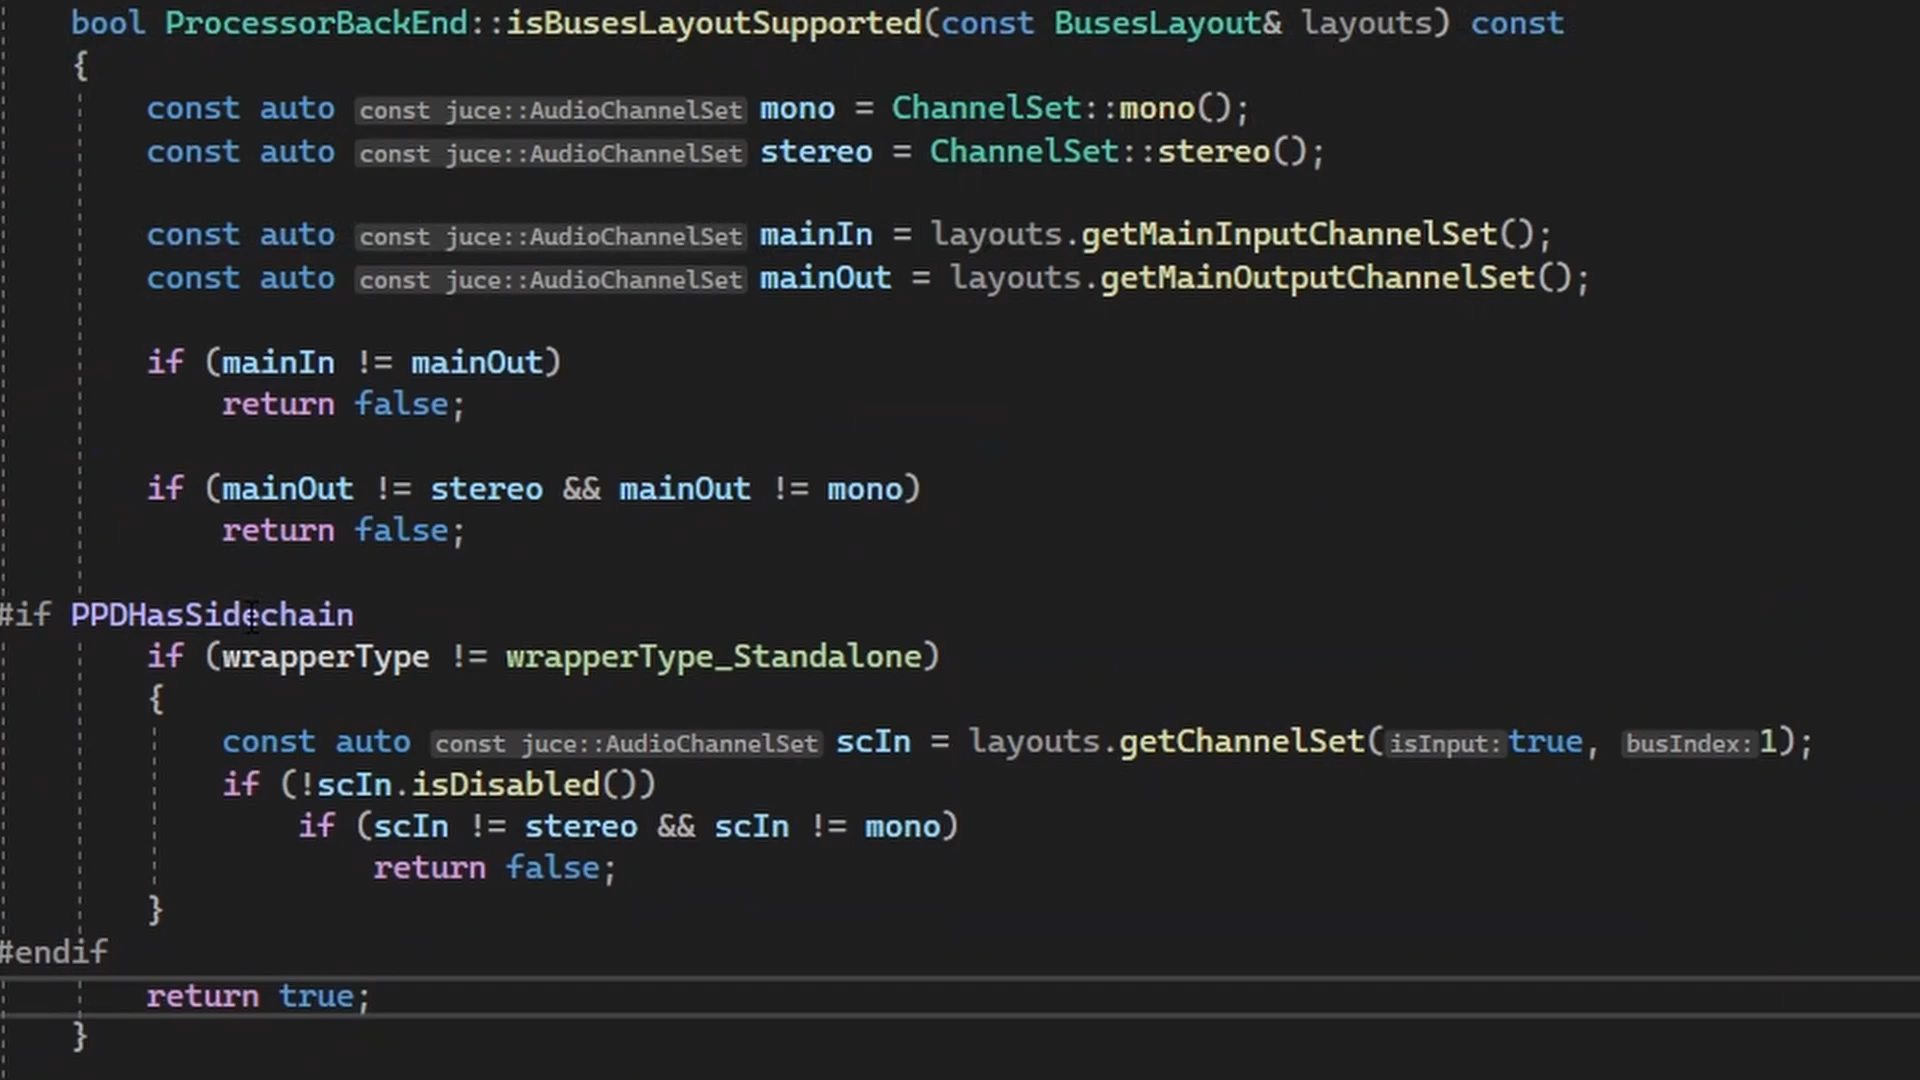 bool ProcessorBackEnd::isBusesLayoutSupported(const BusesLayout& layouts) const
{
const auto const juce::AudioChannelSet mono = ChannelSet::mono();
const auto const juce::AudioChannelSet stereo = ChannelSet::stereo();
const auto const juce::AudioChannelSet mainIn = layouts.getMainInputChannelSet();
const auto const juce::AudioChannelSet mainOut = layouts.getMainOutputChannelSet();
if (mainIn != mainOut)
return false;
if (mainOut != stereo && mainOut != mono)
return false;
#if PPDHasSidechain
if (wrapperType != wrapperType_Standalone)
{
const auto const juce::AudioChannelSet scIn = layouts.getChannelSet(isInput:true, busIndex:1);
if (!scIn.isDisabled())
if (scIn != stereo && scIn != mono)
return false;
}
#endif
return true;
}